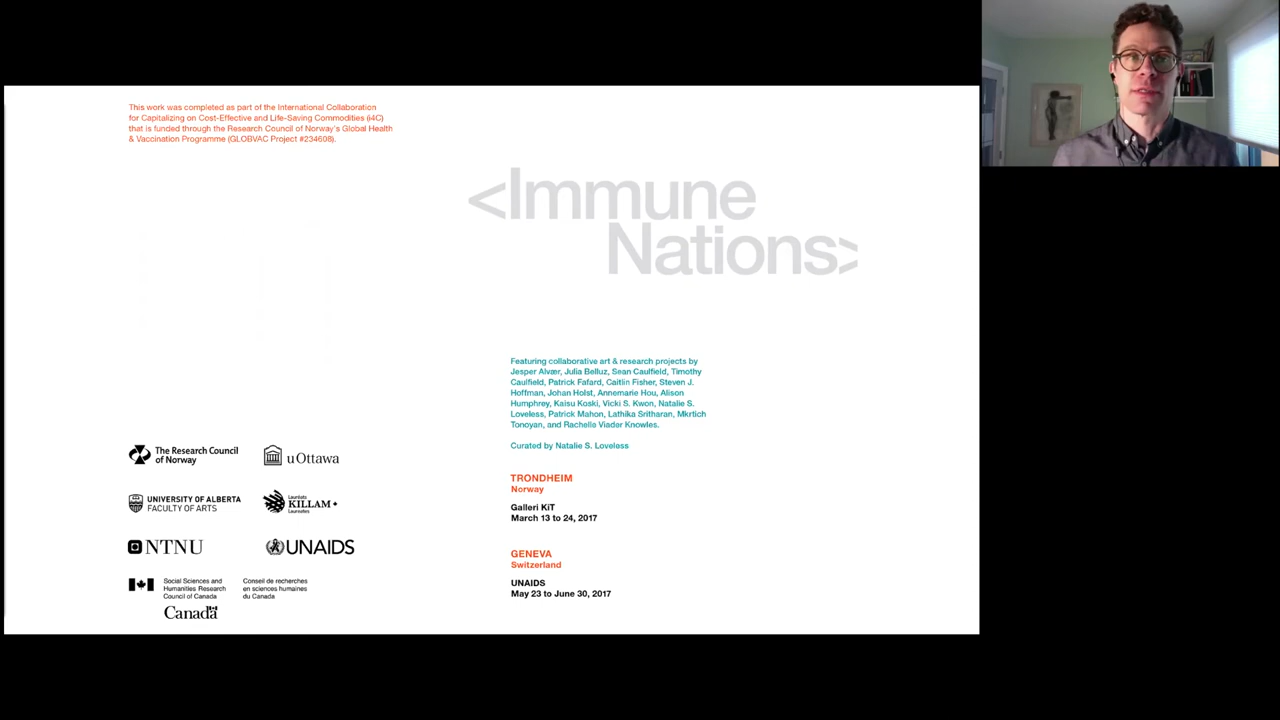 This work was completed as part of the International Collaboration
for Capitalizing on Cost-Effective and Life-Saving Commodities (i4C)
that is funded through the Research Council of Norway's Global Health
& Vaccination Programme (GLOBVAC Project #234608).
<Immune
Nations>
Featuring collaborative art & research projects by
Jesper Alvær, Julia Belluz, Sean Caulfield, Timothy
Caulfield, Patrick Fafard, Caitlin Fisher, Steven J.
Hoffman, Johan Holst, Annemarie Hou, Alison
Humphrey, Kaisu Koski, Vicki S. Kwon, Natalie S.
Loveless, Patrick Mahon, Lathika Sritharan, Mkrtich
Tonoyan, and Rachelle Viader Knowles.
Curated by Natalie S. Loveless
TRONDHEIM
Norway
Galleri KiT
March 13 to 24, 2017
GENEVA
Switzerland
UNAIDS
May 23 to June 30, 2017
The Research Council
of Norway
uOttawa
UNIVERSITY OF ALBERTA
FACULTY OF ARTS
Lauréats
KILLAM
Laureates
NTNU
UNAIDS
Social Sciences and
Humanities Research
Council of Canada
Conseil de recherches
en sciences humaines
du Canada
Canada